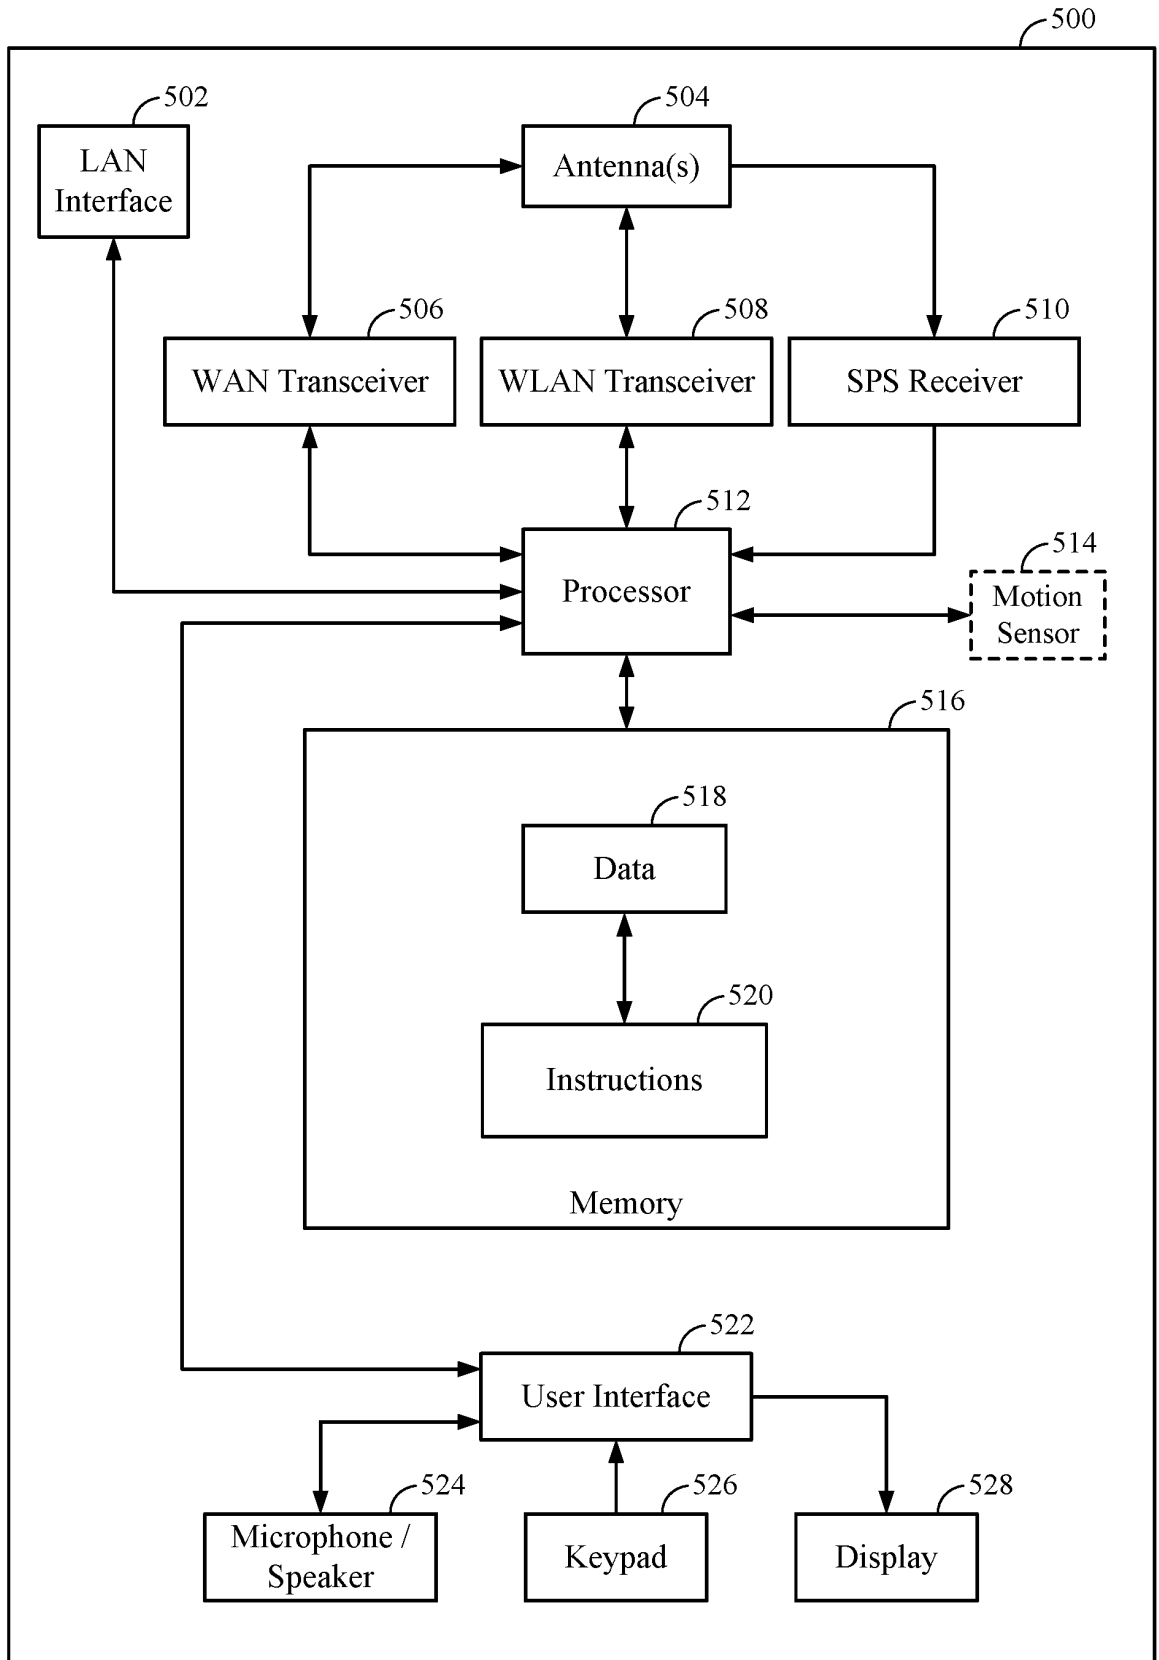 500
502
504
LAN
Interface
Antenna(s)
506
508
510
WAN Transceiver
WLAN Transceiver
SPS Receiver
512
514
Processor
Motion
Sensor
516
518
Data
520
Instructions
Memory
522
User Interface
524
526
528
Microphone /
Speaker
Keypad
Display